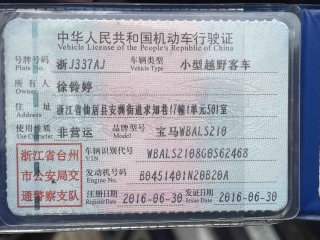 中华人民共和国机动车行驶证
Vehicle License of the People's Republic of China
号牌号码 浙J337AJ 车辆类型 小型越野客车
Plate No. Vehicle Type
所有人 徐铃婷
Owner
住址 浙江省仙居县安洲街道求知巷17幢1单元501室
Address
使用性质 非营运 品牌型号 宝马WBALS210
Use Character Model
浙江省台州
市公安局交
通警察支队
车辆识别代号 WBALS2108G0S62468
VIN
发动机号码 B0451401N20B20A
Engine No.
注册日期 2016-06-30 发证日期 2016-06-30
Register Date Issue Date